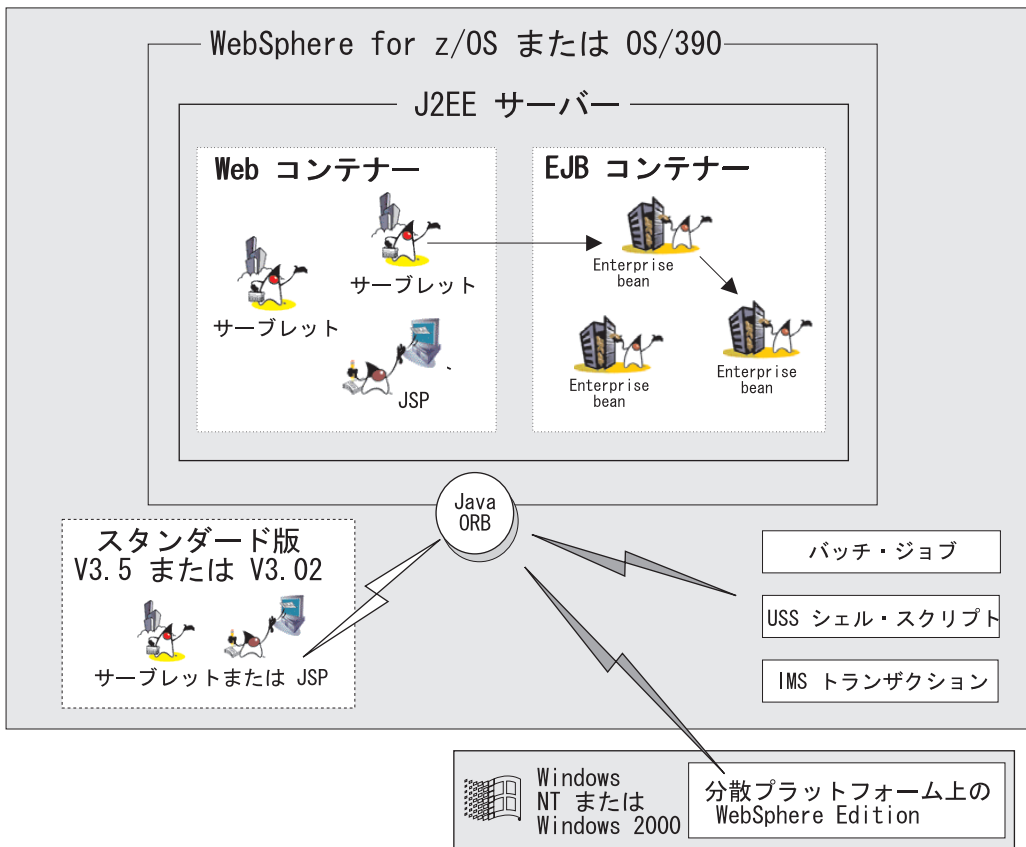 WebSphere for z/OS または OS/390
J2EE サーバー
Web コンテナー
サーブレット
サーブレット
JSP
EJB コンテナー
Enterprise
bean
Enterprise
bean
Enterprise
bean
Java
ORB
スタンダード版
V3.5 または V3.02
サーブレットまたは JSP
バッチ・ジョブ
USS シェル・スクリプト
IMS トランザクション
Windows
NT または
Windows 2000
分散プラットフォーム上の
WebSphere Edition